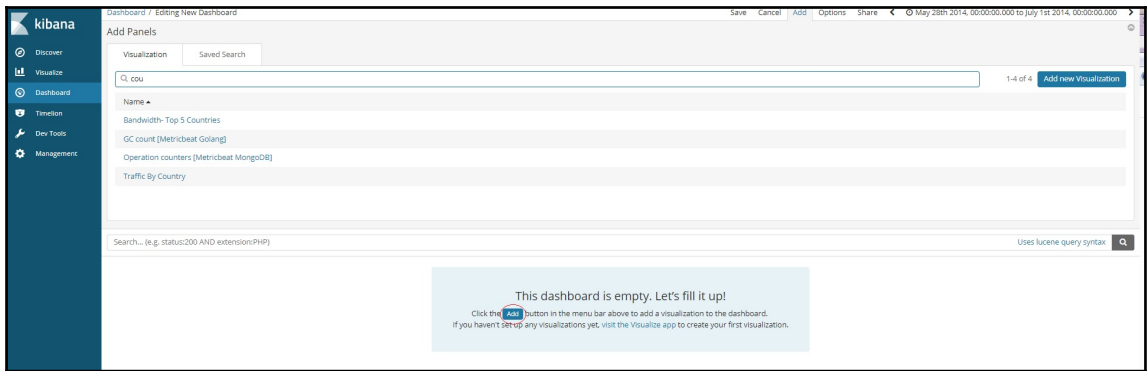 kibana
Discover
Visualize
Dashboard
Timelion
Dev Tools
Management
Dashboard / Editing New Dashboard
Save Cancel Add Options Share May 28th 2014, 00:00:00.000 to July 1st 2014, 00:00:00.000
Add Panels
Visualization Saved Search
cou
1-4 of 4 Add new Visualization
Name
Bandwidth- Top 5 Countries
GC count [Metricbeat Golang]
Operation counters [Metricbeat MongoDB]
Traffic By Country
Search... (e.g. status:200 AND extension:PHP) Uses lucene query syntax
This dashboard is empty. Let's fill it up!
Click the Add button in the menu bar above to add a visualization to the dashboard.
If you haven't set up any visualizations yet, visit the Visualize app to create your first visualization.